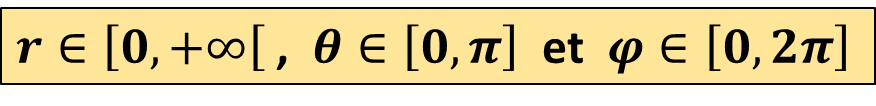 r ∈ [0, +∞[ , θ ∈ [0, π] et φ ∈ [0, 2π]